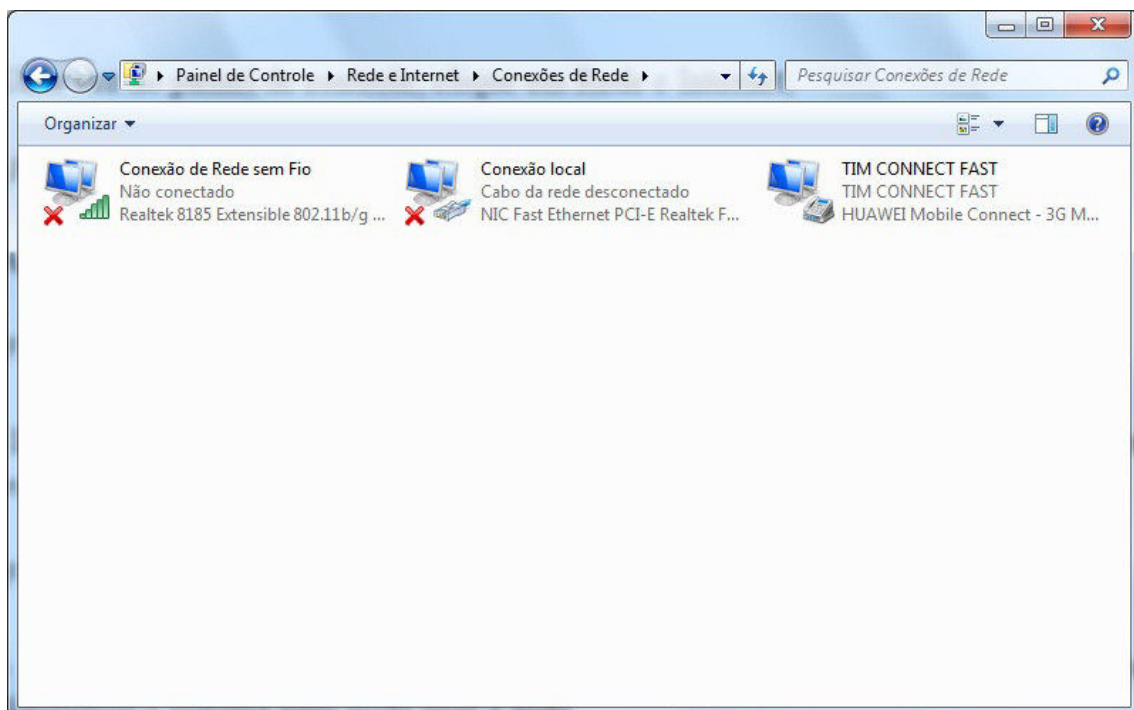 Painel de Controle Rede e Internet Conexões de Rede
Pesquisar Conexões de Rede
Organizar
Conexão de Rede sem Fio
Não conectado
Realtek 8185 Extensible 802.11b/g ...
Conexão local
Cabo da rede desconectado
NIC Fast Ethernet PCI-E Realtek F...
TIM CONNECT FAST
TIM CONNECT FAST
HUAWEI Mobile Connect - 3G M...